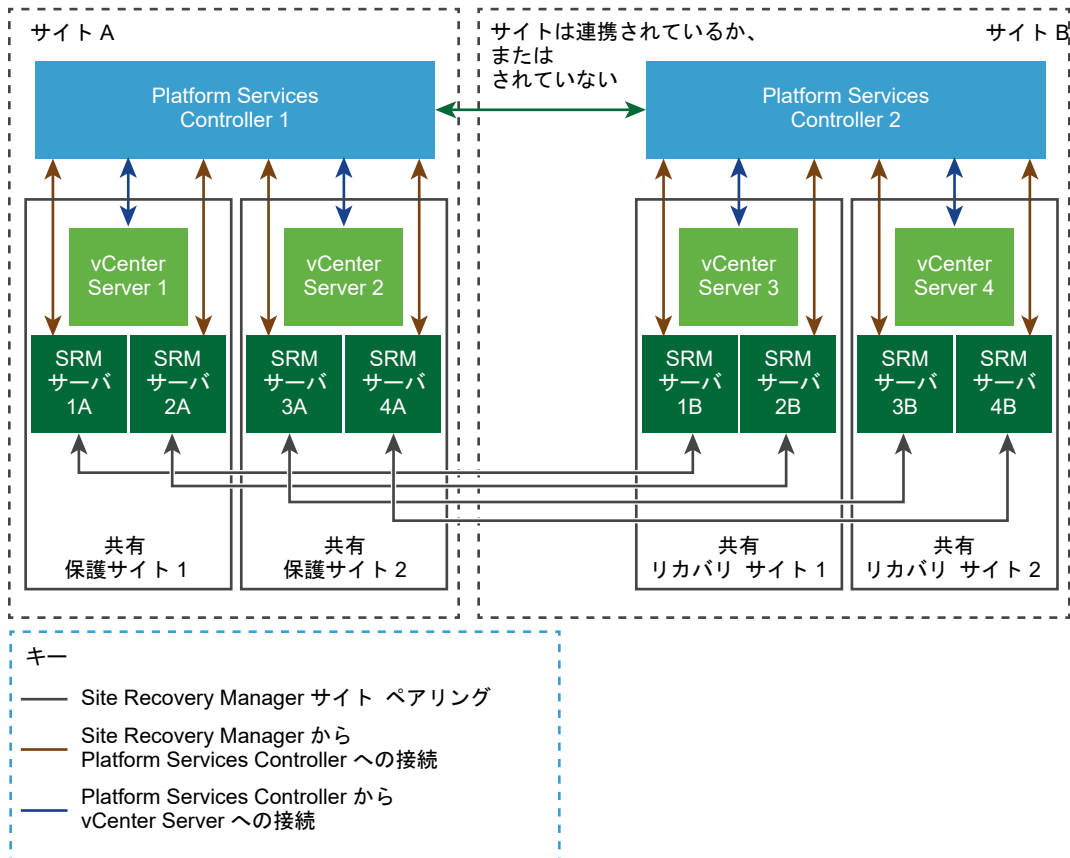 サイト A
サイトは連携されているか、
または
されていない
サイト B
Platform Services
Controller 1
Platform Services
Controller 2
vCenter
Server 1
vCenter
Server 2
vCenter
Server 3
vCenter
Server 4
SRM
サーバ
1A
SRM
サーバ
2A
SRM
サーバ
3A
SRM
サーバ
4A
SRM
サーバ
1B
SRM
サーバ
2B
SRM
サーバ
3B
SRM
サーバ
4B
共有
保護サイト 1
共有
保護サイト 2
共有
リカバリ サイト 1
共有
リカバリ サイト 2
キー
Site Recovery Manager サイト ペアリング
Site Recovery Manager から
Platform Services Controller への接続
Platform Services Controller から
vCenter Server への接続